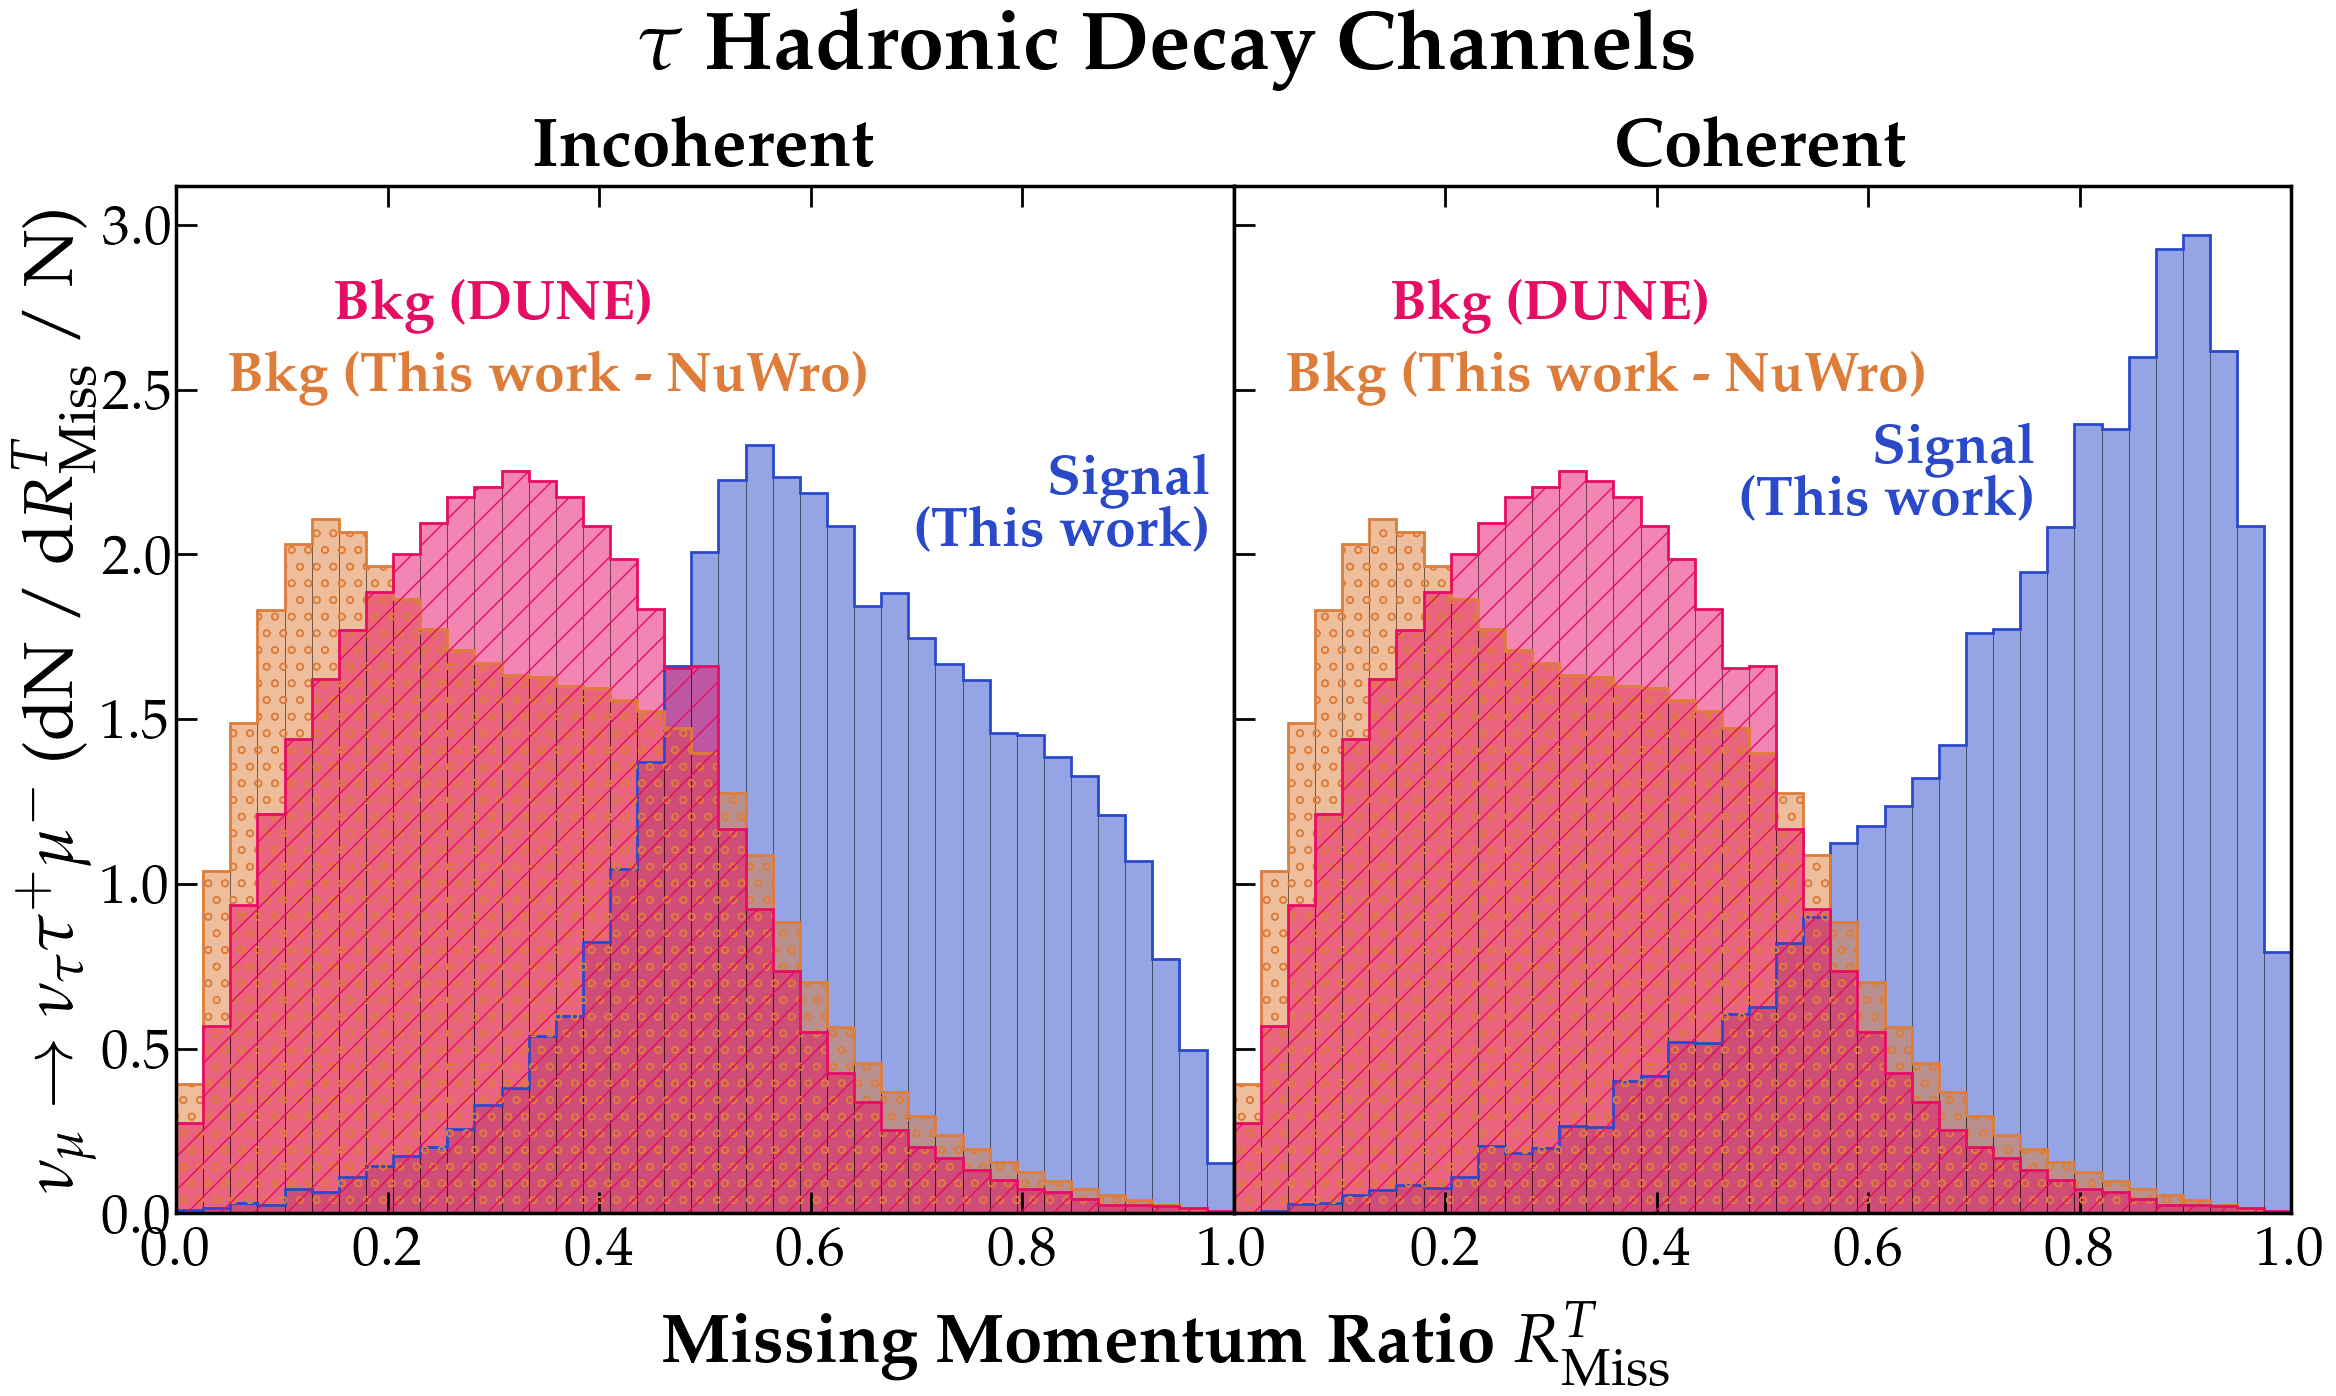 τ Hadronic Decay Channels
Incoherent
Coherent
ν_μ → ν_τ τ⁺ μ⁻ (dN / dR^T_Miss / N)
3.0
2.5
2.0
1.5
1.0
0.5
0.0
Bkg (DUNE)
Bkg (This work - NuWro)
Signal
(This work)
Bkg (DUNE)
Bkg (This work - NuWro)
Signal
(This work)
0.0 0.2 0.4 0.6 0.8 1.0 0.2 0.4 0.6 0.8 1.0
Missing Momentum Ratio R^T_Miss